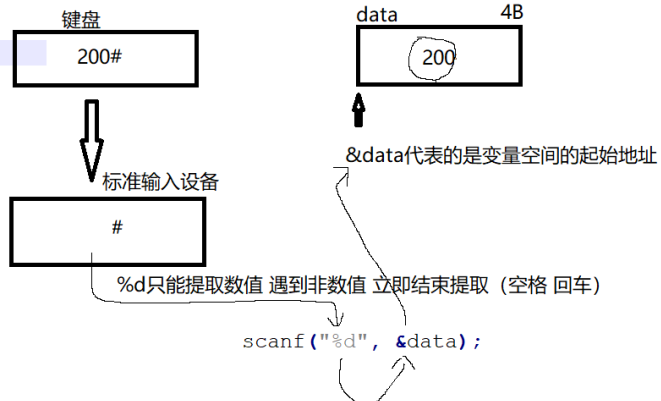 键盘
200#
data 4B
200
&data代表的是变量空间的起始地址
标准输入设备
#
%d只能提取数值 遇到非数值 立即结束提取（空格 回车）
scanf("%d", &data);